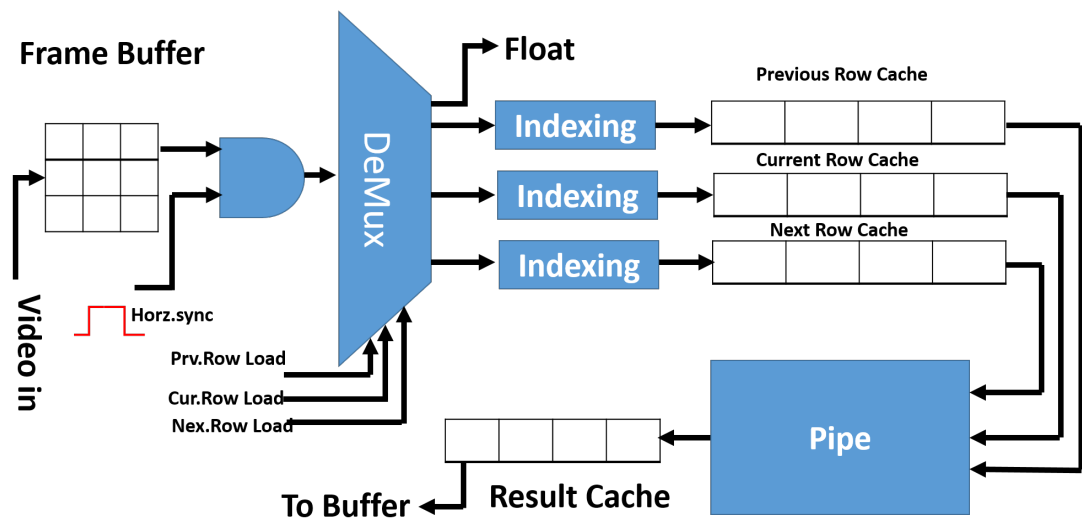 Frame Buffer
Float
Previous Row Cache
Indexing
DeMux
Current Row Cache
Indexing
Next Row Cache
Indexing
Video in
Horz.sync
Prv.Row Load
Cur.Row Load
Nex.Row Load
Pipe
To Buffer
Result Cache